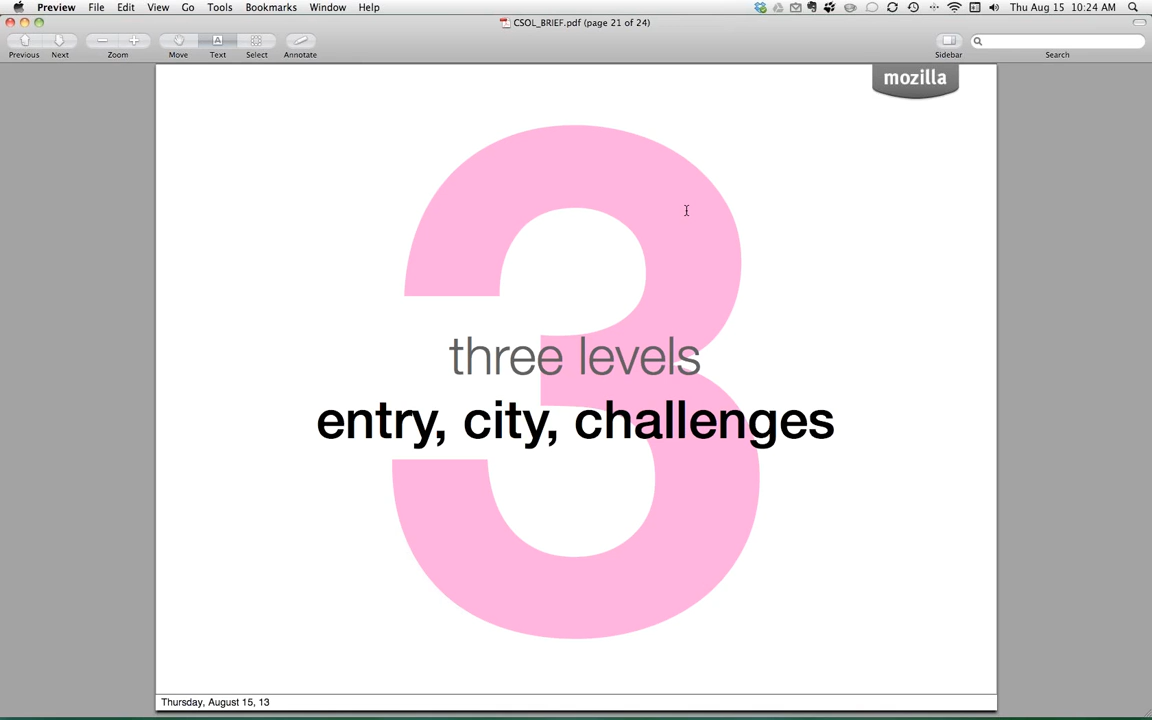 Preview File Edit View Go Tools Bookmarks Window Help Thu Aug 15 10:24 AM
CSOL_BRIEF.pdf (page 21 of 24)
Previous Next Zoom Move Text Select Annotate Sidebar Search
mozilla
3
three levels
entry, city, challenges
Thursday, August 15, 13